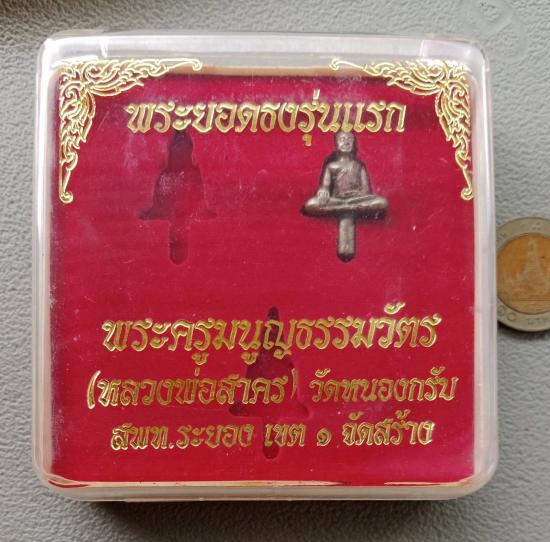 พระยอดธงรุ่นแรก
พระครูมนูญธรรมวัตร
(หลวงพ่อสาคร) วัดหนองกรับ
สพท.ระยอง เขต ๑ จัดสร้าง